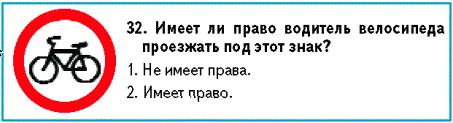 32. Имеет ли право водитель велосипеда
проезжать под этот знак?
1. Не имеет права.
2. Имеет право.